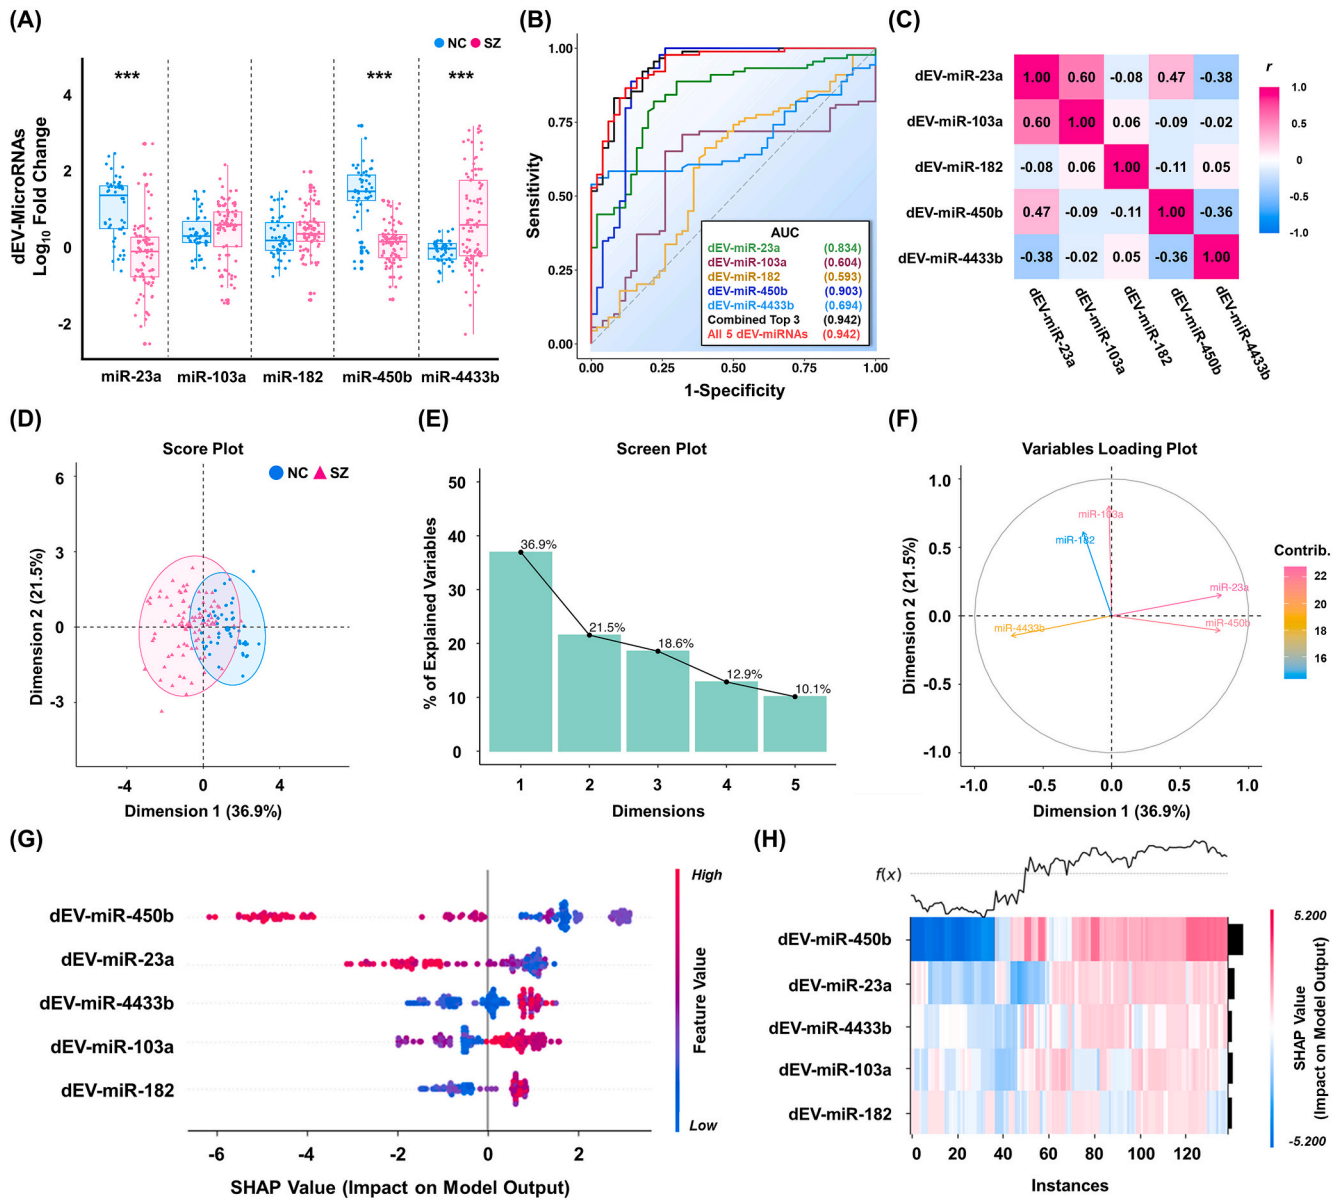 (A)
NC SZ
dEV-MicroRNAs
Log10 Fold Change
4
2
0
-2
***
***
***
miR-23a
miR-103a
miR-182
miR-450b
miR-4433b
(B)
Sensitivity
1.00
0.75
0.50
0.25
0.00
AUC
dEV-miR-23a (0.834)
dEV-miR-103a (0.604)
dEV-miR-182 (0.593)
dEV-miR-450b (0.903)
dEV-miR-4433b (0.694)
Combined Top 3 (0.942)
All 5 dEV-miRNAs (0.942)
0.00 0.25 0.50 0.75 1.00
1-Specificity
(C)
dEV-miR-23a 1.00 0.60 -0.08 0.47 -0.38
dEV-miR-103a 0.60 1.00 0.06 -0.09 -0.02
dEV-miR-182 -0.08 0.06 1.00 -0.11 0.05
dEV-miR-450b 0.47 -0.09 -0.11 1.00 -0.36
dEV-miR-4433b -0.38 -0.02 0.05 -0.36 1.00
dEV-miR-23a
dEV-miR-103a
dEV-miR-182
dEV-miR-450b
dEV-miR-4433b
r
1.0
0.5
0
-0.5
-1.0
(D)
Score Plot
NC SZ
Dimension 2 (21.5%)
6
3
0
-3
-4 0 4
Dimension 1 (36.9%)
(E)
Screen Plot
% of Explained Variables
50
40
30
20
10
0
36.9%
21.5%
18.6%
12.9%
10.1%
1 2 3 4 5
Dimensions
(F)
Variables Loading Plot
Dimension 2 (21.5%)
1.0
0.5
0.0
-0.5
-1.0
miR-103a
miR-182
miR-23a
miR-450b
miR-4433b
-1.0 -0.5 0.0 0.5 1.0
Dimension 1 (36.9%)
Contrib.
22
20
18
16
(G)
dEV-miR-450b
dEV-miR-23a
dEV-miR-4433b
dEV-miR-103a
dEV-miR-182
-6 -4 -2 0 2
SHAP Value (Impact on Model Output)
High
Feature Value
Low
(H)
f(x)
dEV-miR-450b
dEV-miR-23a
dEV-miR-4433b
dEV-miR-103a
dEV-miR-182
0 20 40 60 80 100 120
Instances
5.200
SHAP Value
(Impact on Model Output)
-5.200